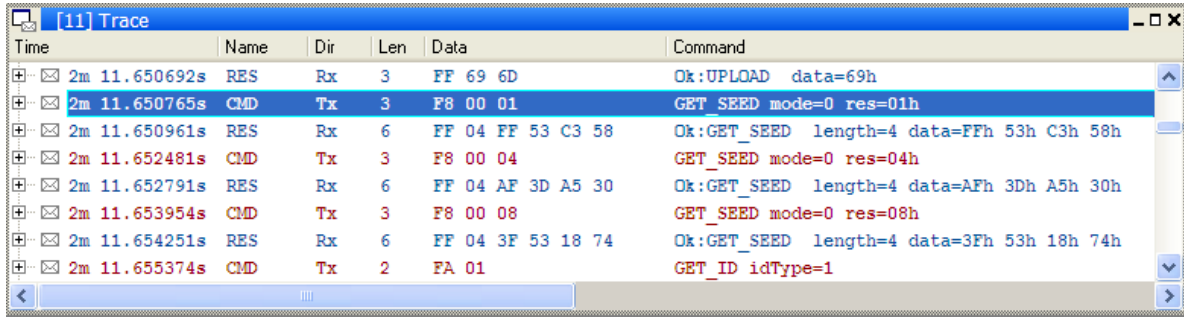 [11] Trace
Time Name Dir Len Data Command
2m 11.650692s RES Rx 3 FF 69 6D Ok:UPLOAD data=69h
2m 11.650765s CMD Tx 3 F8 00 01 GET_SEED mode=0 res=01h
2m 11.650961s RES Rx 6 FF 04 FF 53 C3 58 Ok:GET_SEED length=4 data=FFh 53h C3h 58h
2m 11.652481s CMD Tx 3 F8 00 04 GET_SEED mode=0 res=04h
2m 11.652791s RES Rx 6 FF 04 AF 3D A5 30 Ok:GET_SEED length=4 data=AFh 3Dh A5h 30h
2m 11.653954s CMD Tx 3 F8 00 08 GET_SEED mode=0 res=08h
2m 11.654251s RES Rx 6 FF 04 3F 53 18 74 Ok:GET_SEED length=4 data=3Fh 53h 18h 74h
2m 11.655374s CMD Tx 2 FA 01 GET_ID idType=1